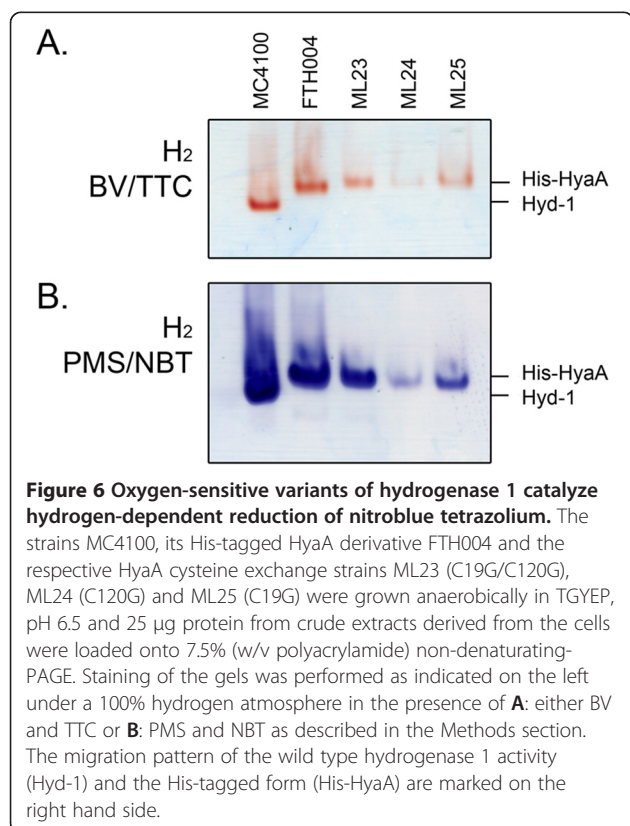 A.
MC4100
FTH004
ML23
ML24
ML25
H2
BV/TTC
His-HyaA
Hyd-1
B.
H2
PMS/NBT
His-HyaA
Hyd-1
Figure 6 Oxygen-sensitive variants of hydrogenase 1 catalyze
hydrogen-dependent reduction of nitroblue tetrazolium. The
strains MC4100, its His-tagged HyaA derivative FTH004 and the
respective HyaA cysteine exchange strains ML23 (C19G/C120G),
ML24 (C120G) and ML25 (C19G) were grown anaerobically in TGYEP,
pH 6.5 and 25 μg protein from crude extracts derived from the cells
were loaded onto 7.5% (w/v polyacrylamide) non-denaturating-
PAGE. Staining of the gels was performed as indicated on the left
under a 100% hydrogen atmosphere in the presence of A: either BV
and TTC or B: PMS and NBT as described in the Methods section.
The migration pattern of the wild type hydrogenase 1 activity
(Hyd-1) and the His-tagged form (His-HyaA) are marked on the
right hand side.